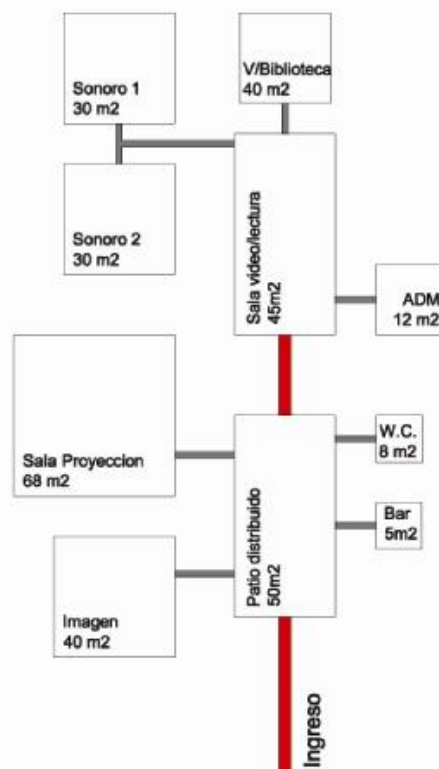 Sonoro 1
30 m2
V/Biblioteca
40 m2
Sonoro 2
30 m2
Sala video/lectura
45m2
ADM
12 m2
Sala Proyeccion
68 m2
W.C.
8 m2
Bar
5m2
Patio distribuido
50m2
Imagen
40 m2
Ingreso